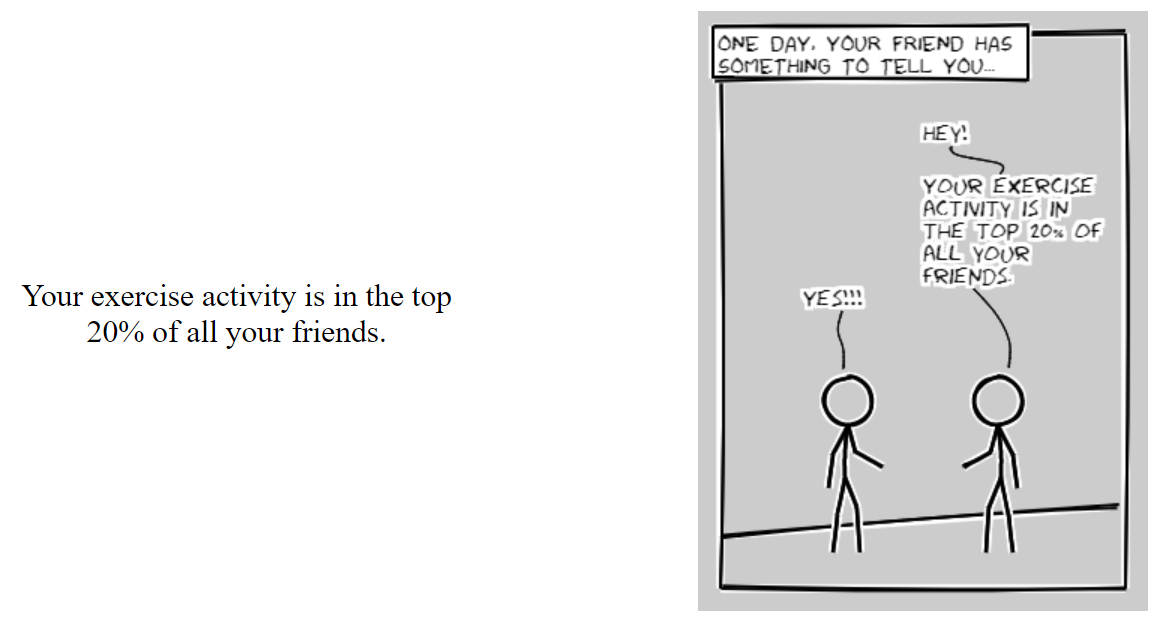 Your exercise activity is in the top
20% of all your friends.
ONE DAY, YOUR FRIEND HAS
SOMETHING TO TELL YOU...
HEY!
YOUR EXERCISE
ACTIVITY IS IN
THE TOP 20% OF
ALL YOUR
FRIENDS.
YES!!!